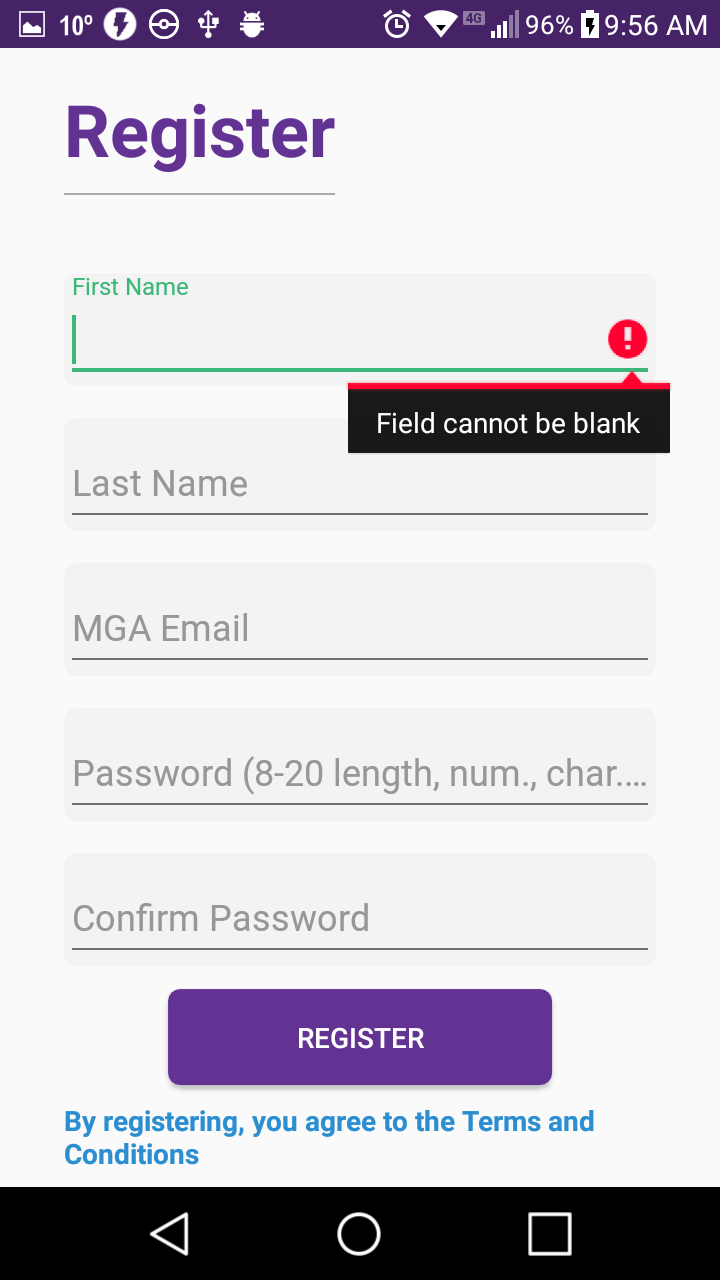 10º 4G 96% 9:56 AM
Register
First Name
!
Field cannot be blank
Last Name
MGA Email
Password (8-20 length, num., char.…
Confirm Password
REGISTER
By registering, you agree to the Terms and
Conditions